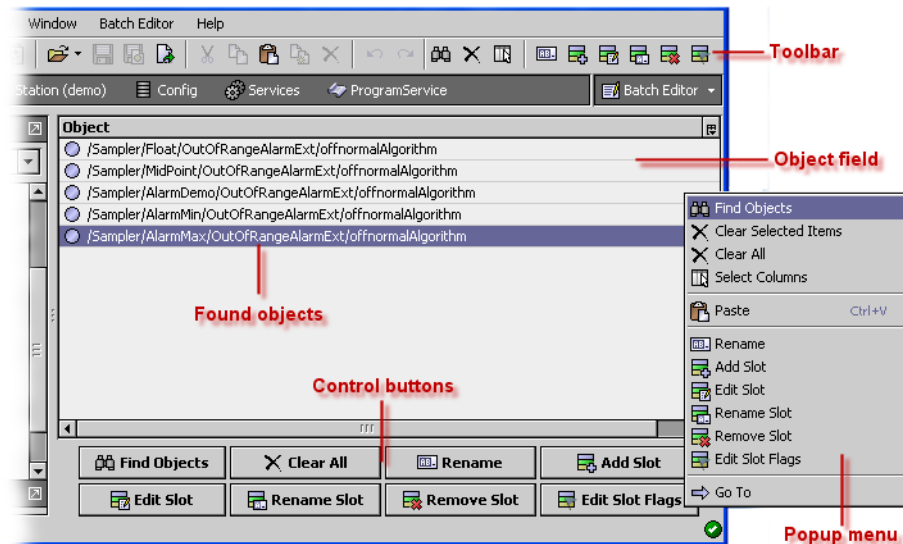 Window Batch Editor Help
Toolbar
Station (demo) Config Services ProgramService Batch Editor
Object
/Sampler/Float/OutOfRangeAlarmExt/offnormalAlgorithm
/Sampler/MidPoint/OutOfRangeAlarmExt/offnormalAlgorithm
Object field
/Sampler/AlarmDemo/OutOfRangeAlarmExt/offnormalAlgorithm
/Sampler/AlarmMin/OutOfRangeAlarmExt/offnormalAlgorithm
/Sampler/AlarmMax/OutOfRangeAlarmExt/offnormalAlgorithm
Found objects
Control buttons
Find Objects
Clear Selected Items
Clear All
Select Columns
Paste Ctrl+V
Rename
Add Slot
Edit Slot
Rename Slot
Remove Slot
Edit Slot Flags
Go To
Find Objects Clear All Rename Add Slot
Edit Slot Rename Slot Remove Slot Edit Slot Flags
Popup menu